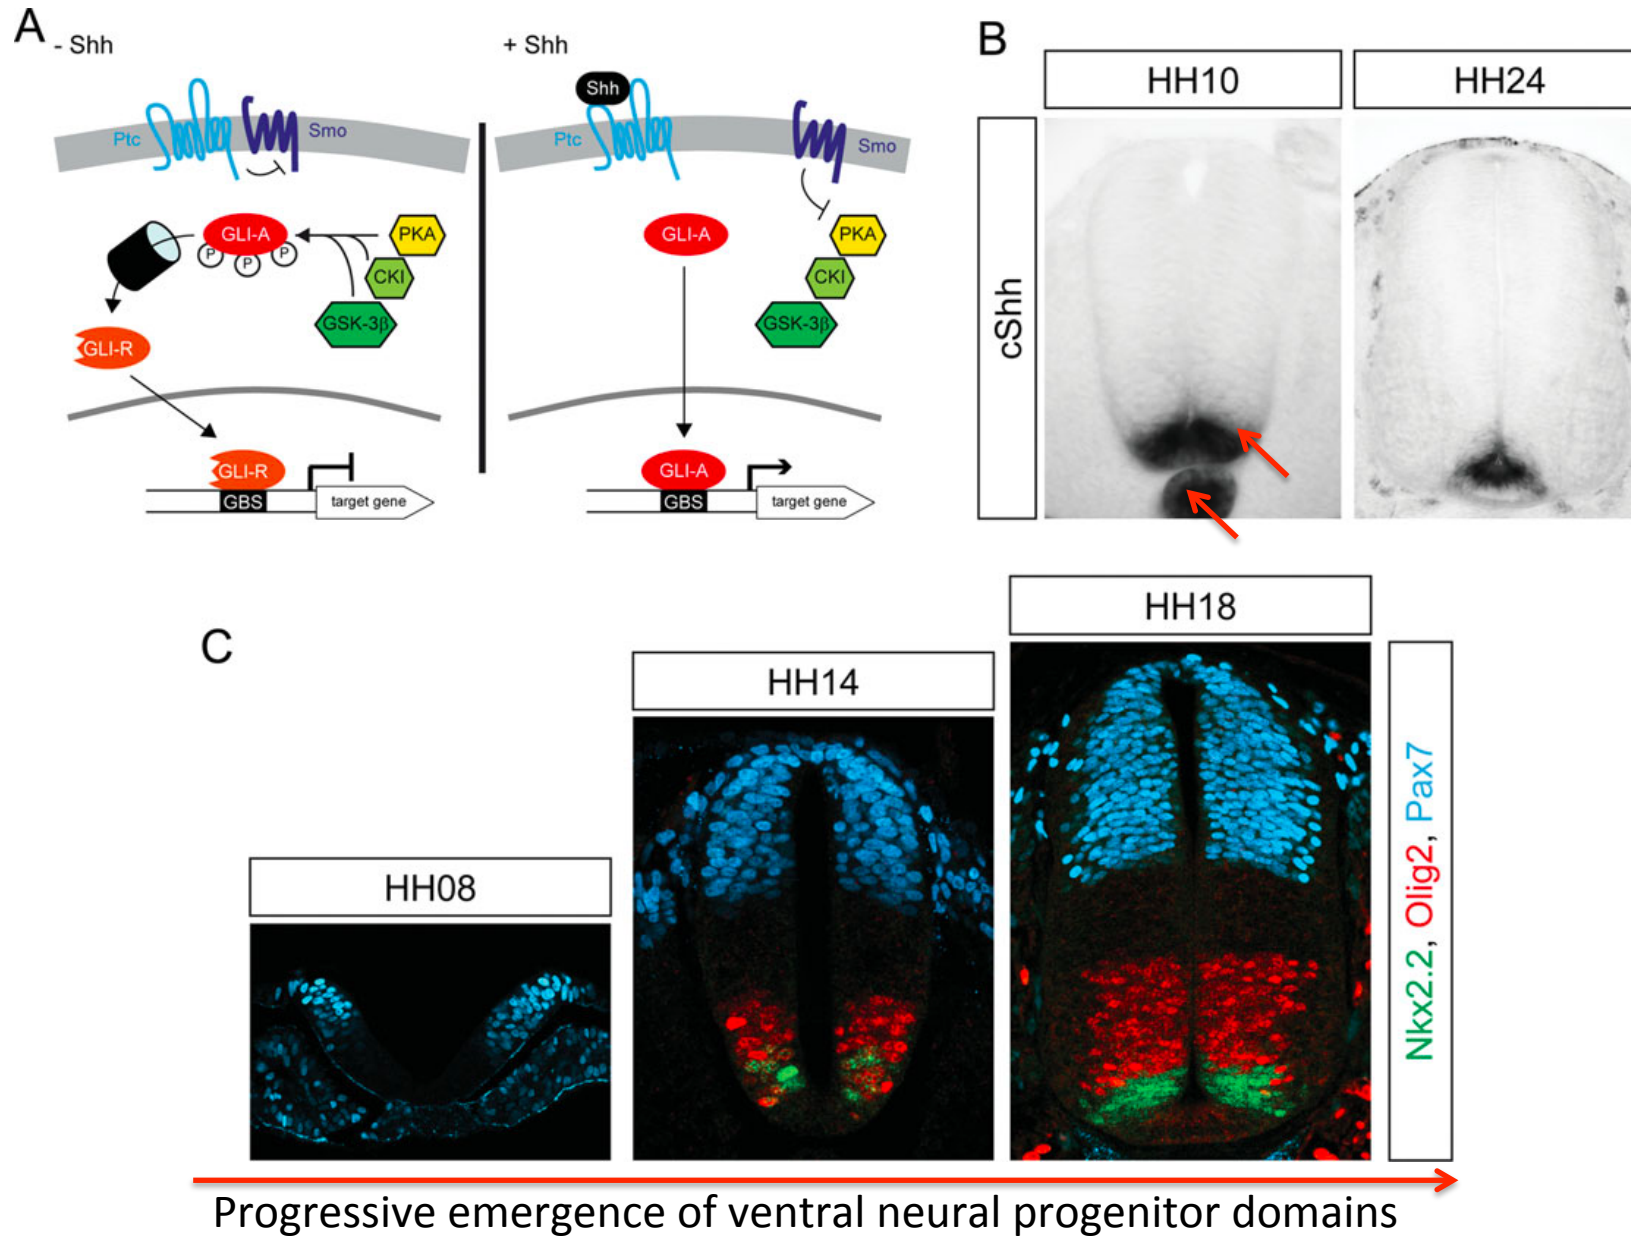 A
- Shh
+ Shh
Shh
Ptc
Smo
Ptc
Smo
GLI-A
P
P
P
PKA
CKI
GSK-3β
GLI-R
GLI-A
PKA
CKI
GSK-3β
GLI-R
GBS
target gene
GLI-A
GBS
target gene
B
HH10
HH24
cShh
C
HH08
HH14
HH18
Nkx2.2, Olig2, Pax7
Progressive emergence of ventral neural progenitor domains